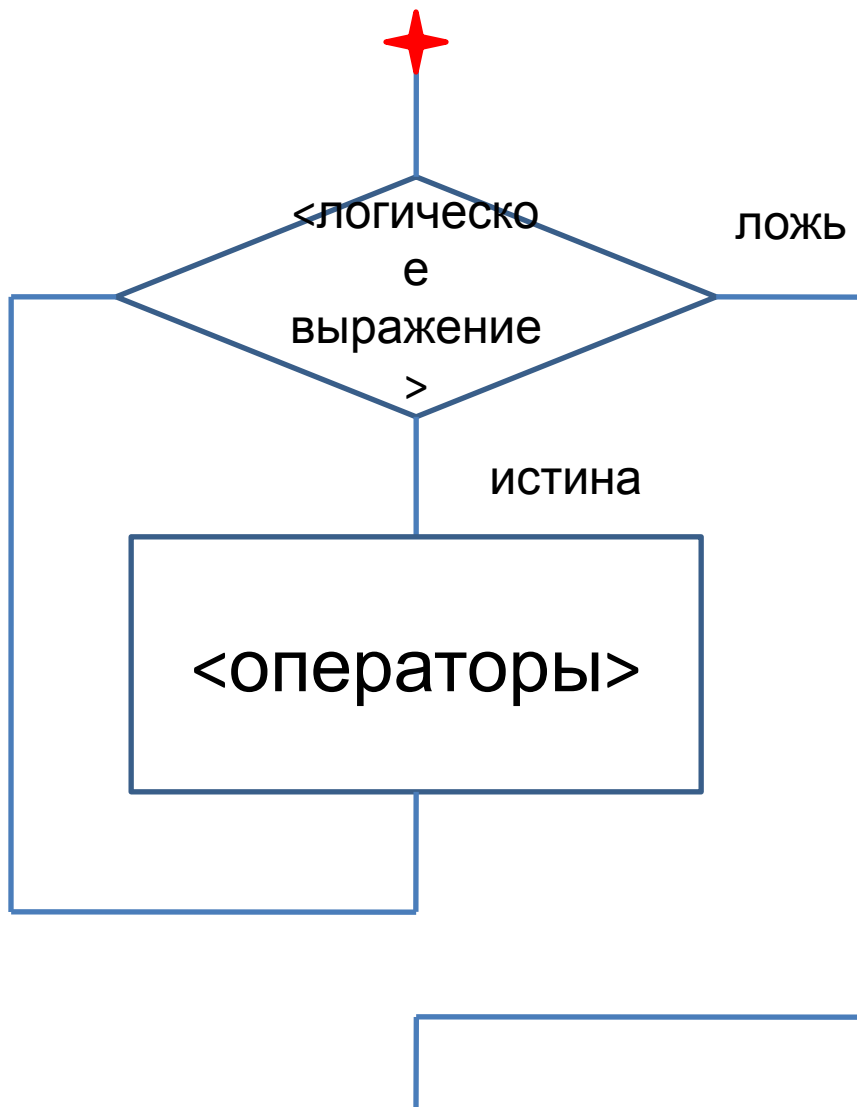 <логическо
е
выражение
>
ложь
истина
<операторы>